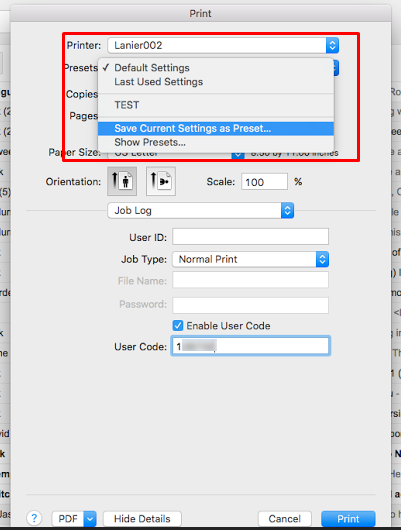 Print
Printer: Lanier002
Presets ✓ Default Settings
Last Used Settings
Copies
TEST
Pages
Save Current Settings as Preset...
Show Presets...
Paper Size: US Letter 8.50 by 11.00 inches
Orientation: Scale: 100 %
Job Log
User ID:
Job Type: Normal Print
File Name:
Password:
Enable User Code
User Code: 1
? PDF Hide Details Cancel Print